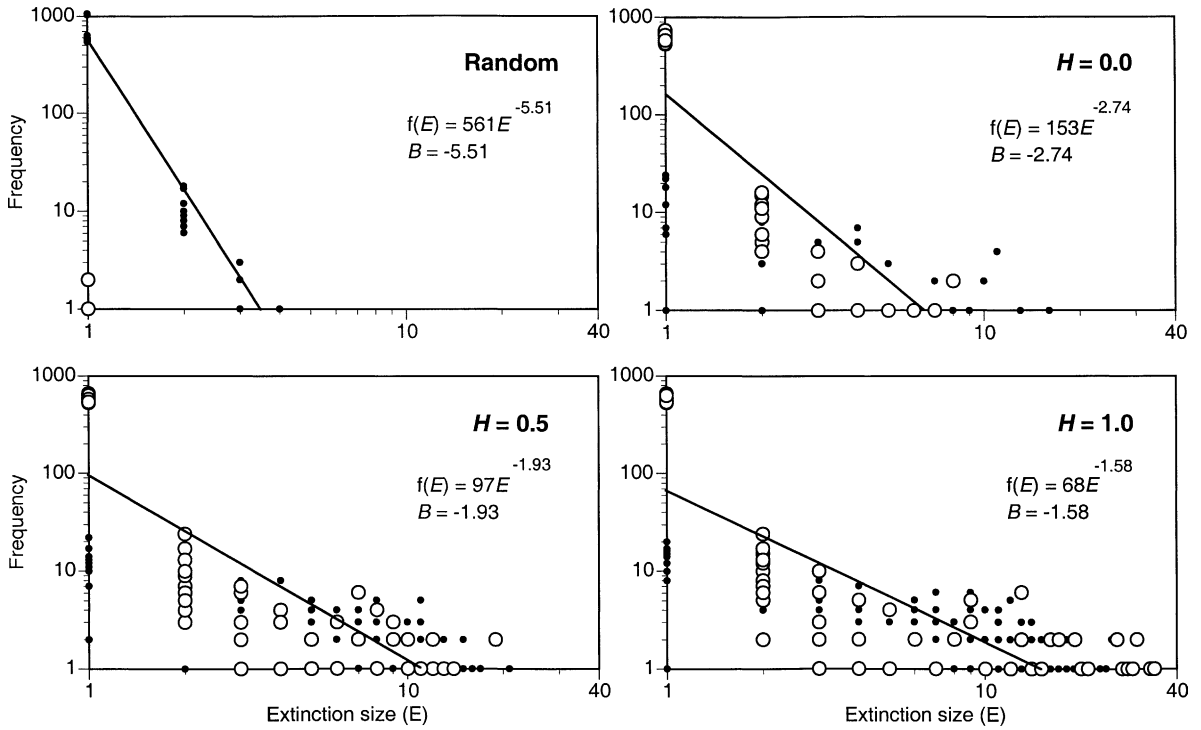 1000
Random
f(E) = 561E^-5.51
B = -5.51
100
Frequency
10
1
1
10
40
1000
H = 0.0
f(E) = 153E^-2.74
B = -2.74
100
10
1
1
10
40
1000
H = 0.5
f(E) = 97E^-1.93
B = -1.93
100
Frequency
10
1
1
10
40
Extinction size (E)
1000
H = 1.0
f(E) = 68E^-1.58
B = -1.58
100
10
1
1
10
40
Extinction size (E)